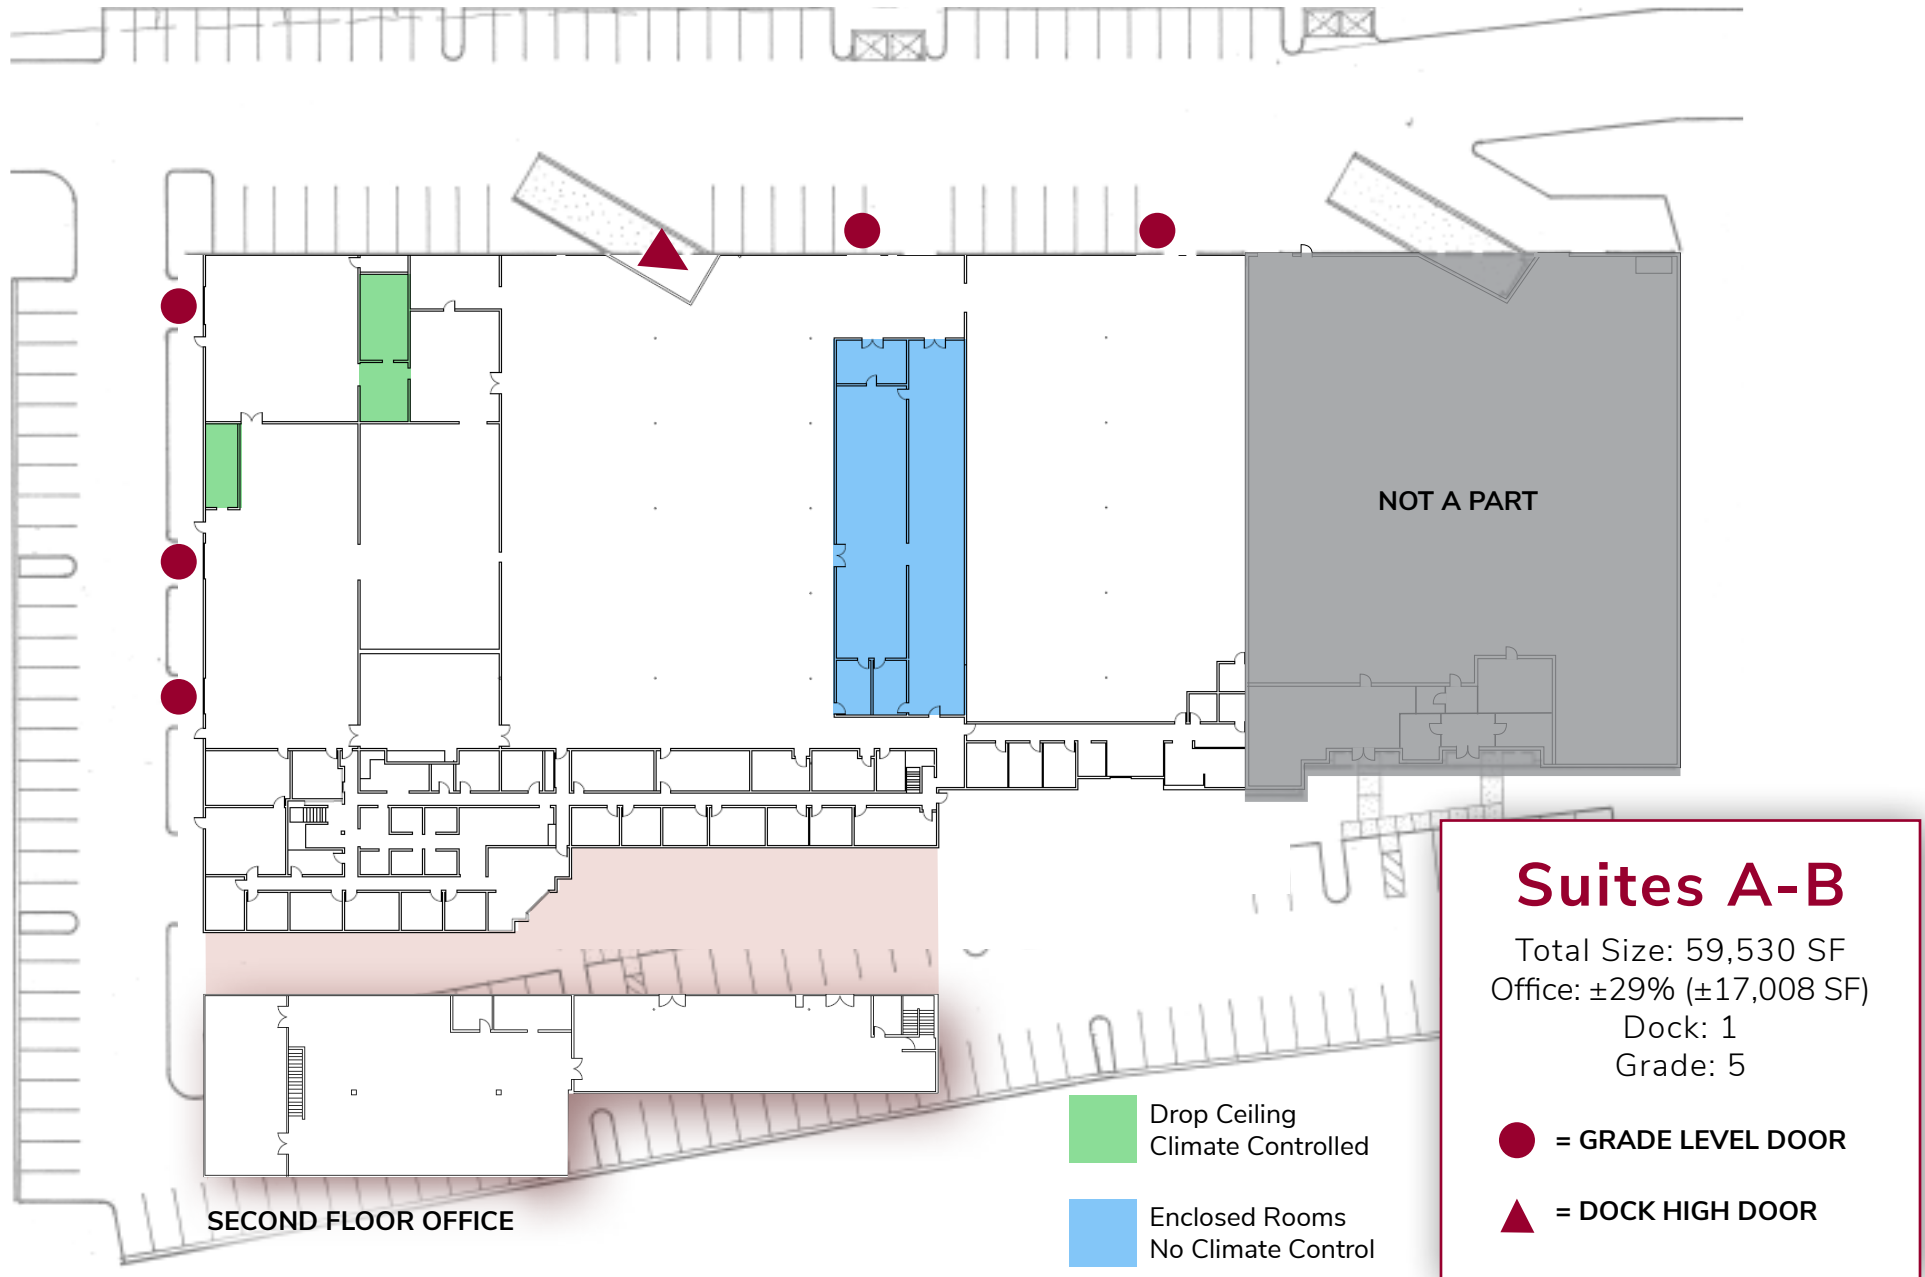 NOT A PART
Suites A-B
Total Size: 59,530 SF
Office: ±29% (±17,008 SF)
Dock: 1
Grade: 5
= GRADE LEVEL DOOR
= DOCK HIGH DOOR
Drop Ceiling
Climate Controlled
Enclosed Rooms
No Climate Control
SECOND FLOOR OFFICE